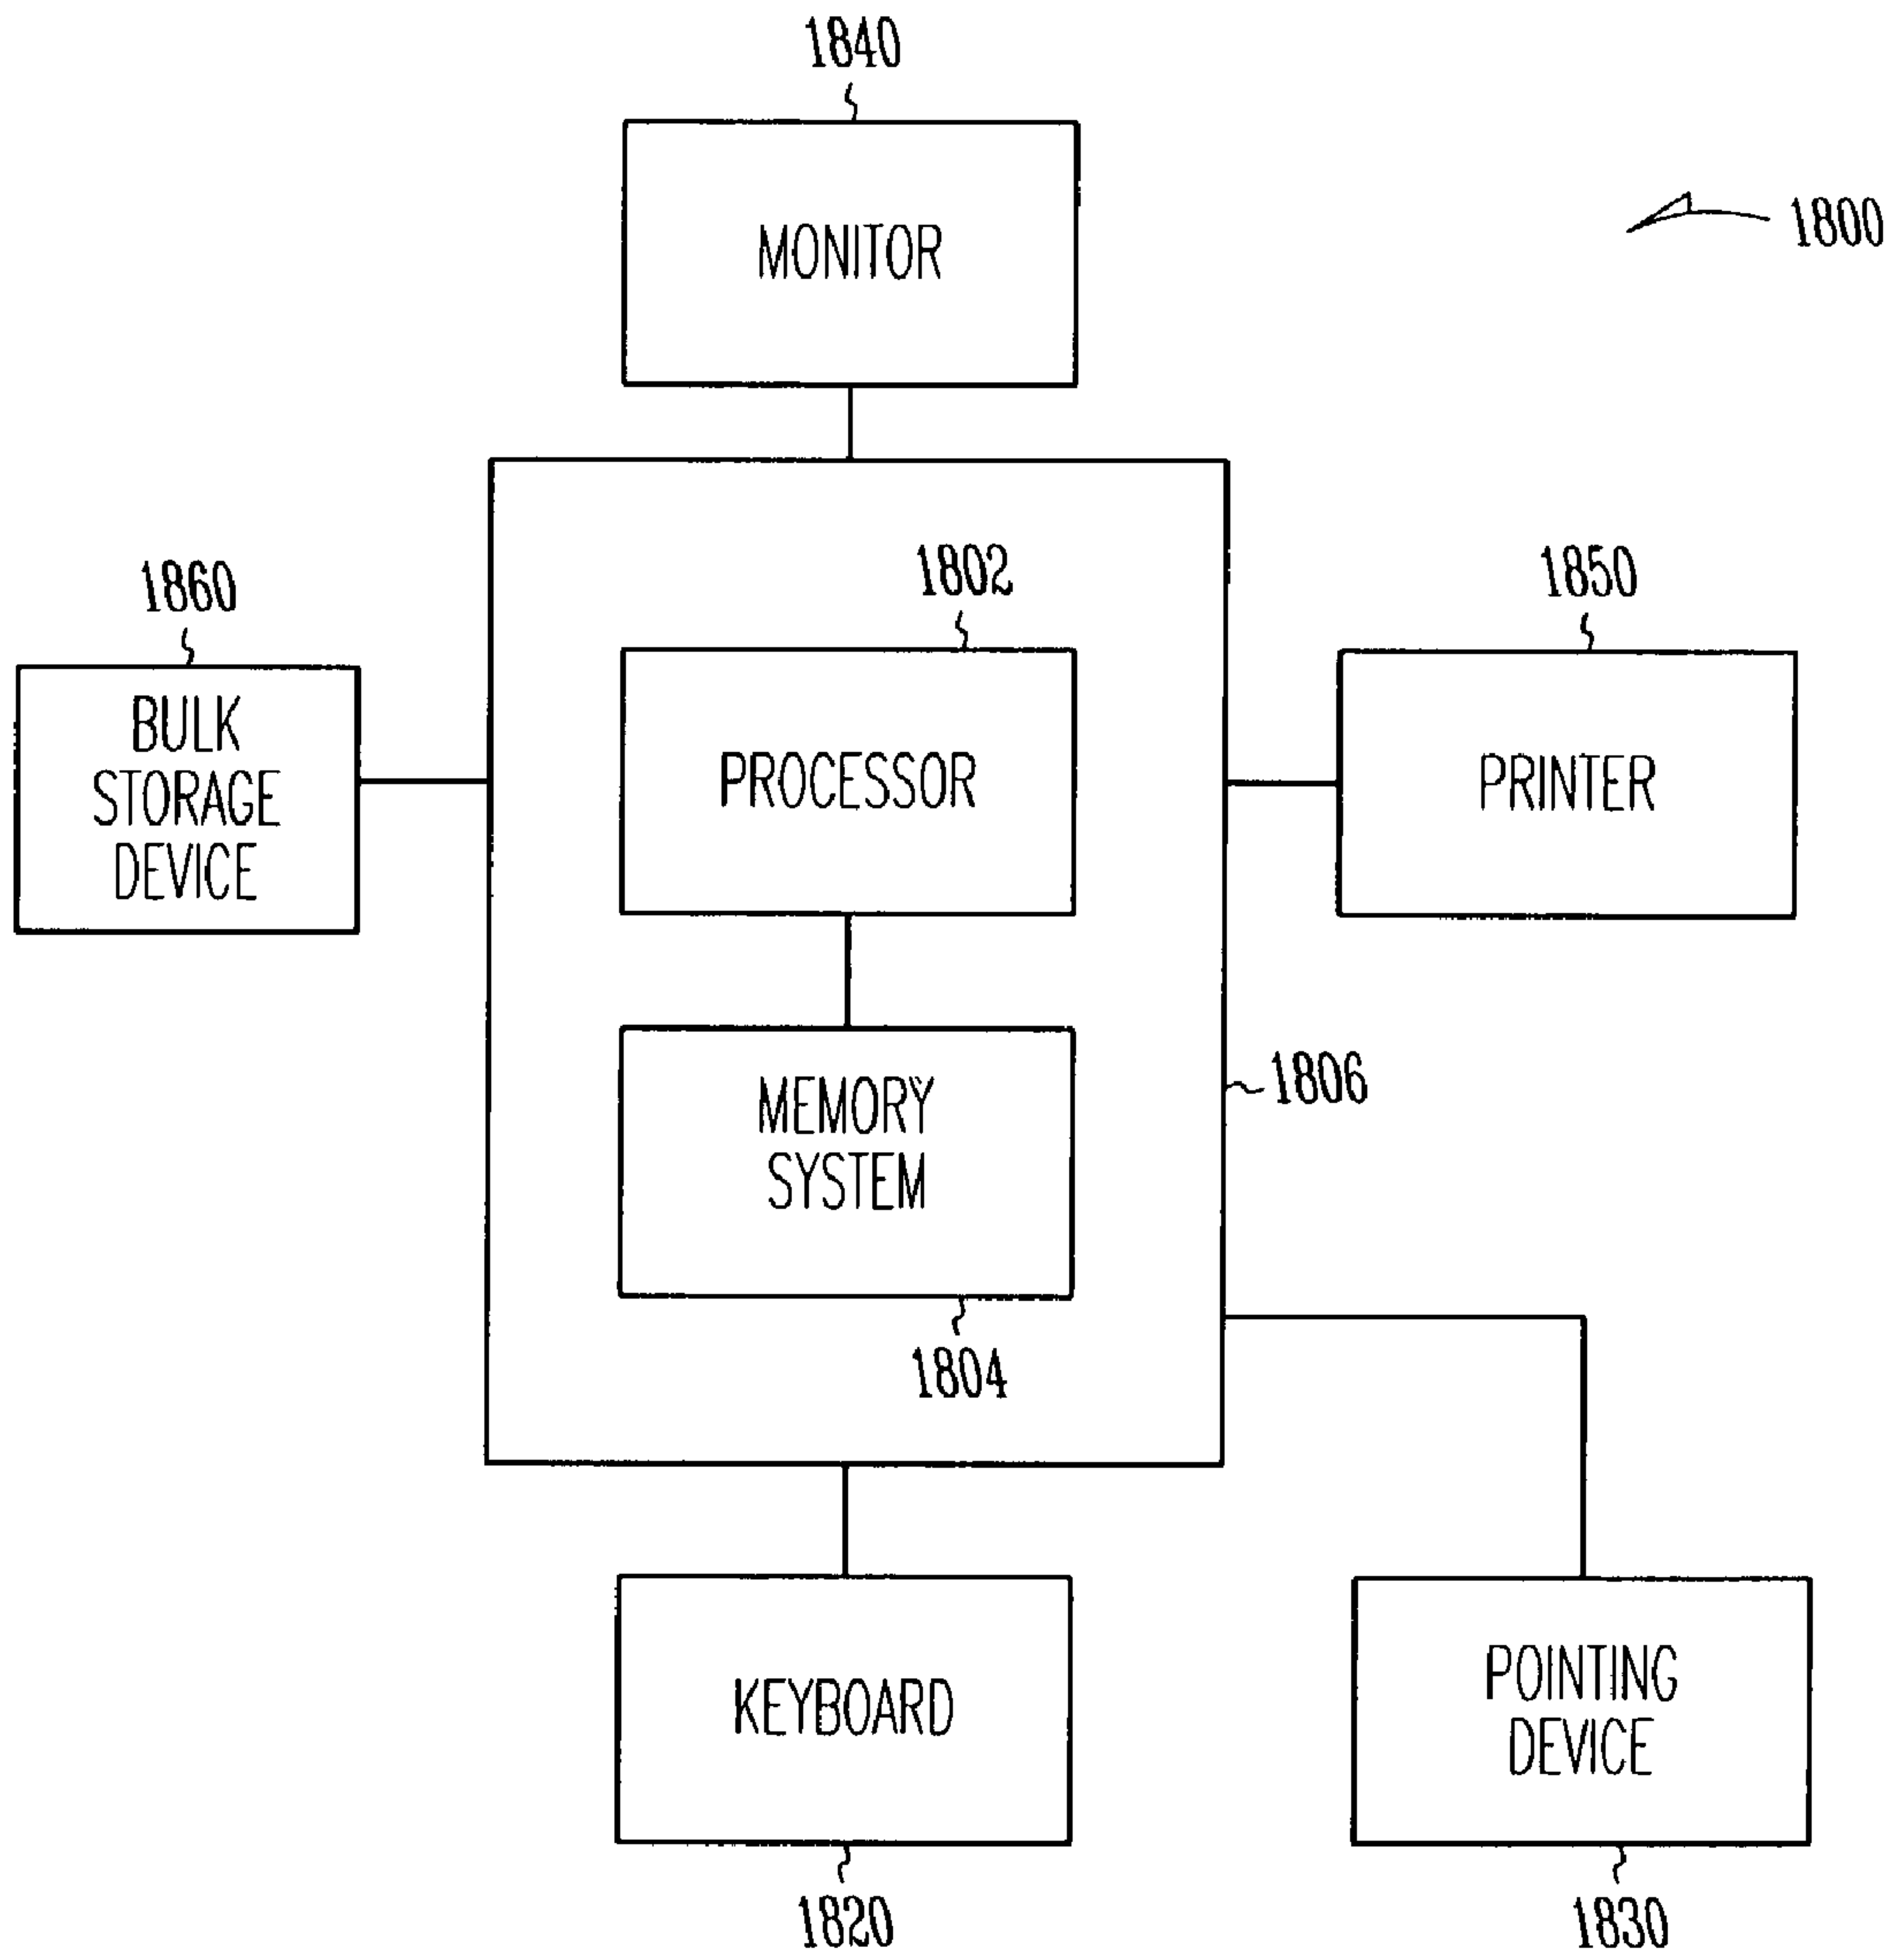 1840
MONITOR
1800
1802
1860
1850
BULK
STORAGE
DEVICE
PROCESSOR
PRINTER
1806
MEMORY
SYSTEM
1804
KEYBOARD
POINTING
DEVICE
1820
1830